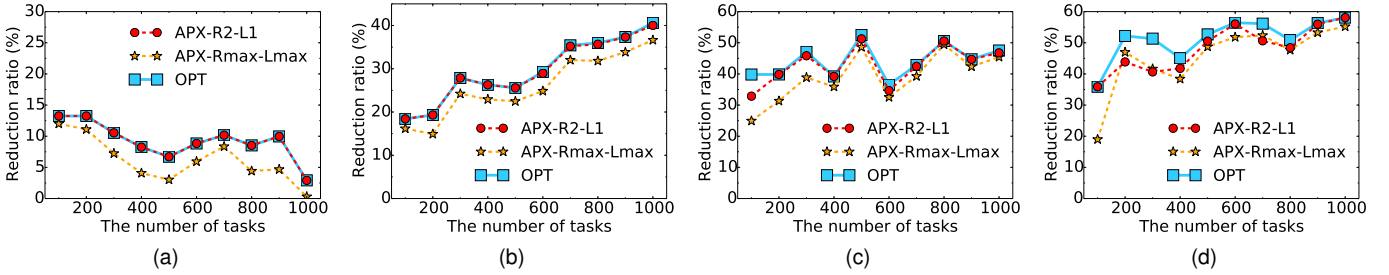 Reduction ratio (%)
30
25
20
15
10
5
0
APX-R2-L1
APX-Rmax-Lmax
OPT
200 400 600 800 1000
The number of tasks
(a)
Reduction ratio (%)
40
30
20
10
0
APX-R2-L1
APX-Rmax-Lmax
OPT
200 400 600 800 1000
The number of tasks
(b)
Reduction ratio (%)
60
50
40
30
20
10
0
APX-R2-L1
APX-Rmax-Lmax
OPT
200 400 600 800 1000
The number of tasks
(c)
Reduction ratio (%)
60
50
40
30
20
10
0
APX-R2-L1
APX-Rmax-Lmax
OPT
200 400 600 800 1000
The number of tasks
(d)